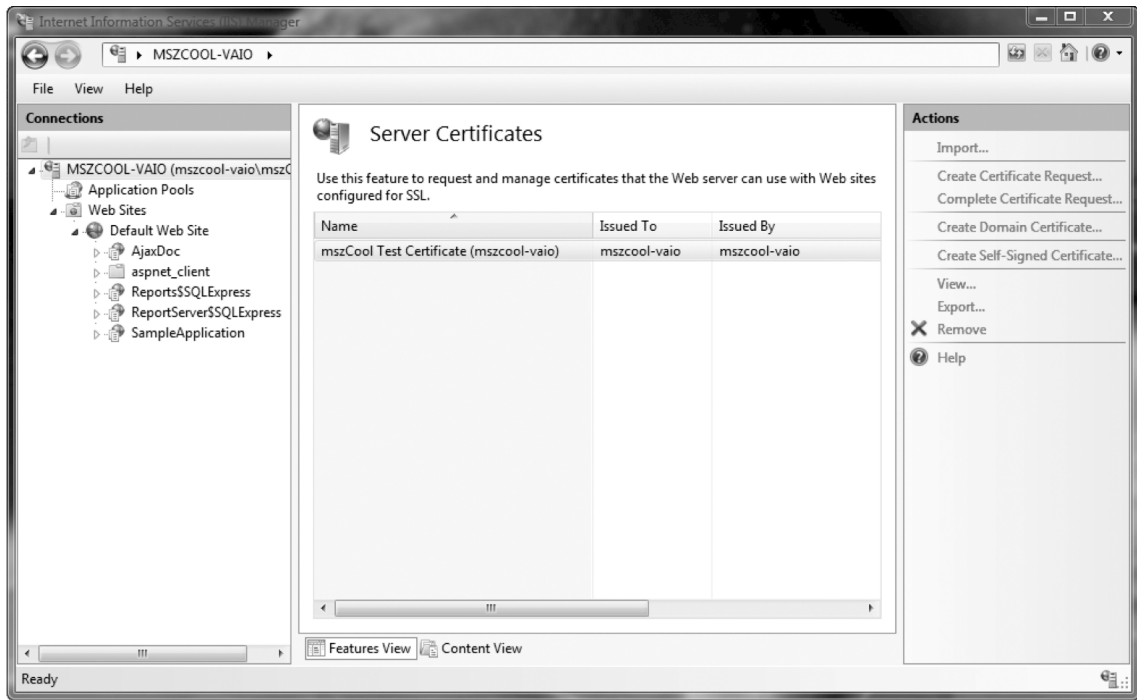 Internet Information Services (IIS) Manager
MSZCOOL-VAIO
File View Help
Connections
MSZCOOL-VAIO (mszcool-vaio\mszC
Application Pools
Web Sites
Default Web Site
AjaxDoc
aspnet_client
Reports$SQLExpress
ReportServer$SQLExpress
SampleApplication
Server Certificates
Use this feature to request and manage certificates that the Web server can use with Web sites
configured for SSL.
Name Issued To Issued By
mszCool Test Certificate (mszcool-vaio) mszcool-vaio mszcool-vaio
Features View Content View
Actions
Import...
Create Certificate Request...
Complete Certificate Request...
Create Domain Certificate...
Create Self-Signed Certificate...
View...
Export...
Remove
Help
Ready